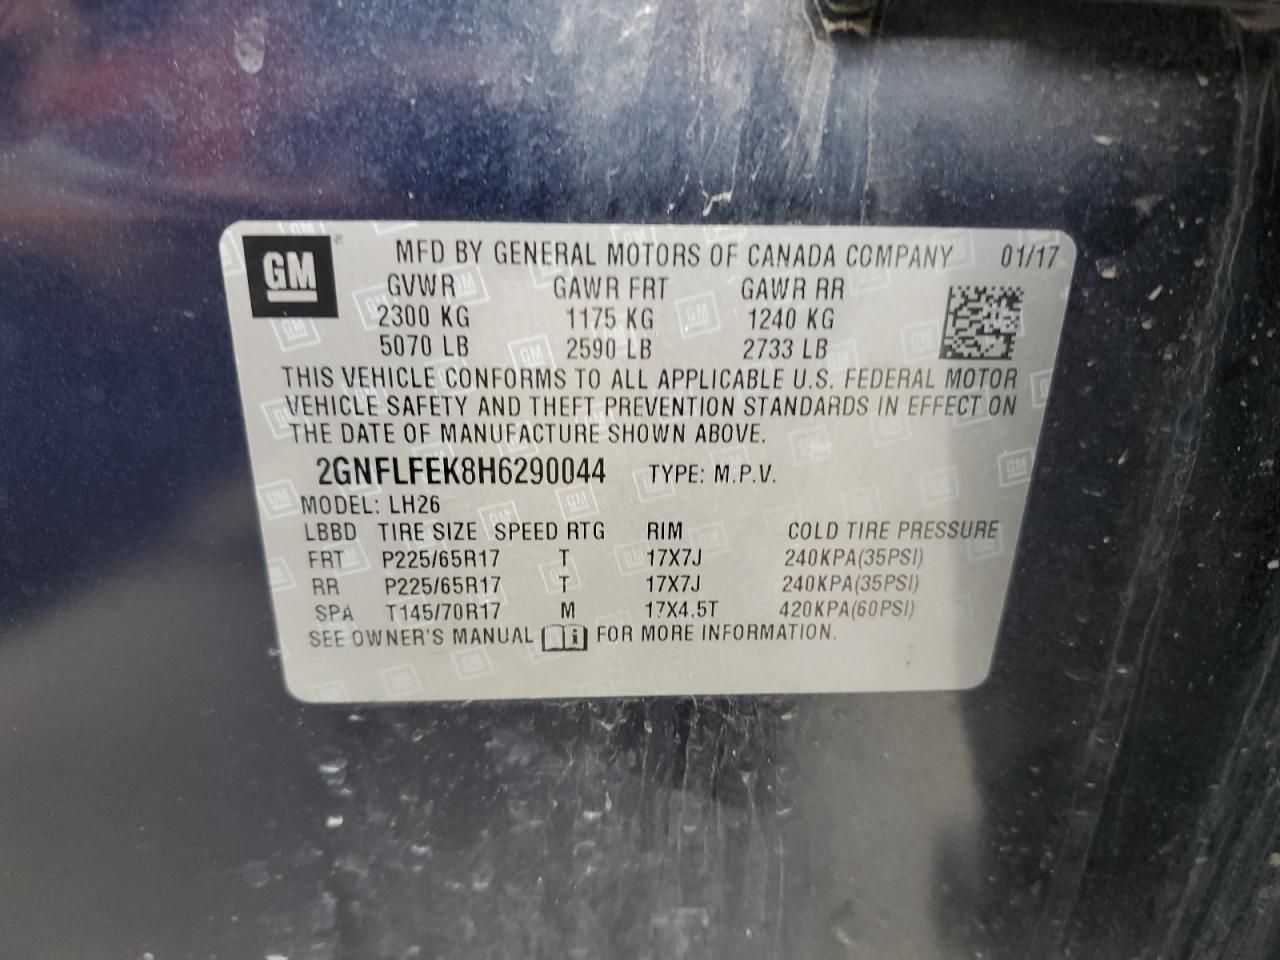 GM ®
MFD BY GENERAL MOTORS OF CANADA COMPANY 01/17
GVWR GAWR FRT GAWR RR
2300 KG 1175 KG 1240 KG
5070 LB 2590 LB 2733 LB
THIS VEHICLE CONFORMS TO ALL APPLICABLE U.S. FEDERAL MOTOR
VEHICLE SAFETY AND THEFT PREVENTION STANDARDS IN EFFECT ON
THE DATE OF MANUFACTURE SHOWN ABOVE.
2GNFLFEK8H6290044 TYPE: M.P.V.
MODEL: LH26
LBBD TIRE SIZE SPEED RTG RIM COLD TIRE PRESSURE
FRT P225/65R17 T 17X7J 240KPA(35PSI)
RR P225/65R17 T 17X7J 240KPA(35PSI)
SPA T145/70R17 M 17X4.5T 420KPA(60PSI)
SEE OWNER'S MANUAL FOR MORE INFORMATION.